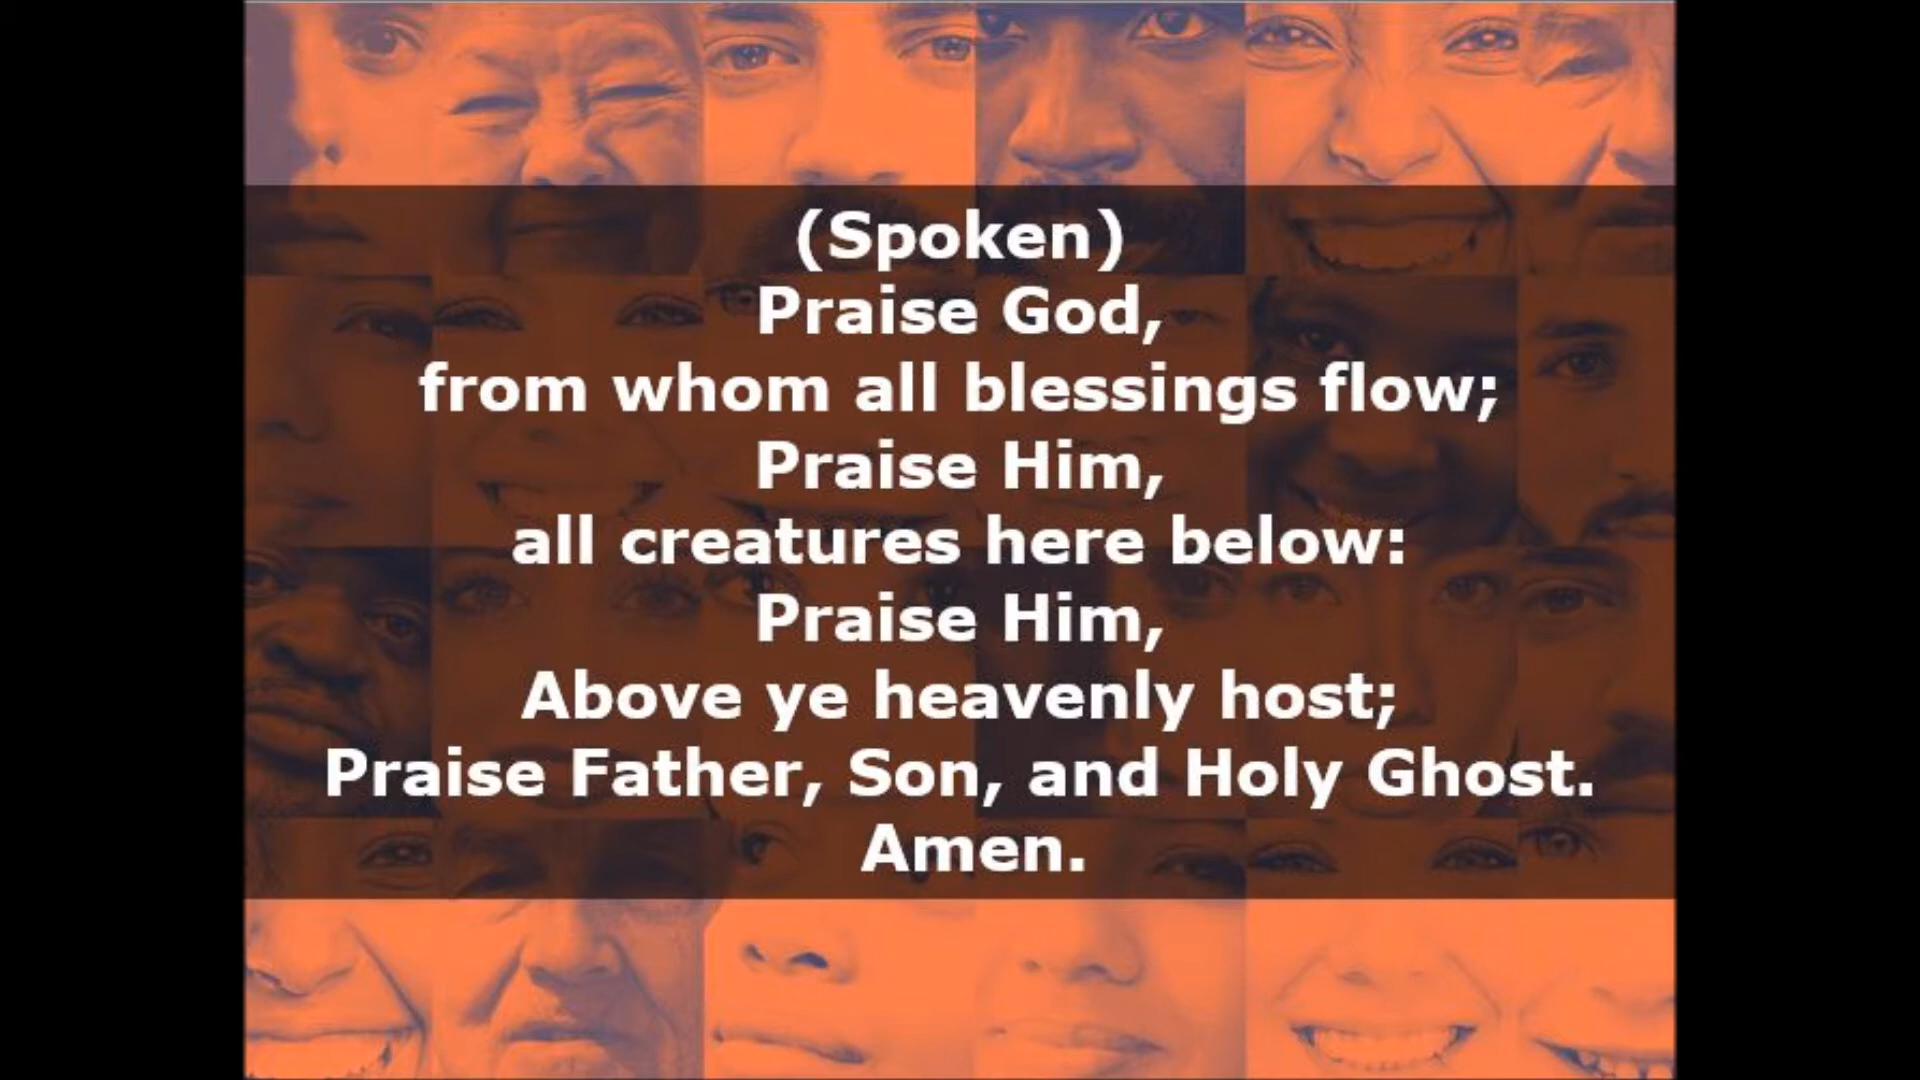 (Spoken)
Praise God,
from whom all blessings flow;
Praise Him,
all creatures here below:
Praise Him,
Above ye heavenly host;
Praise Father, Son, and Holy Ghost.
Amen.